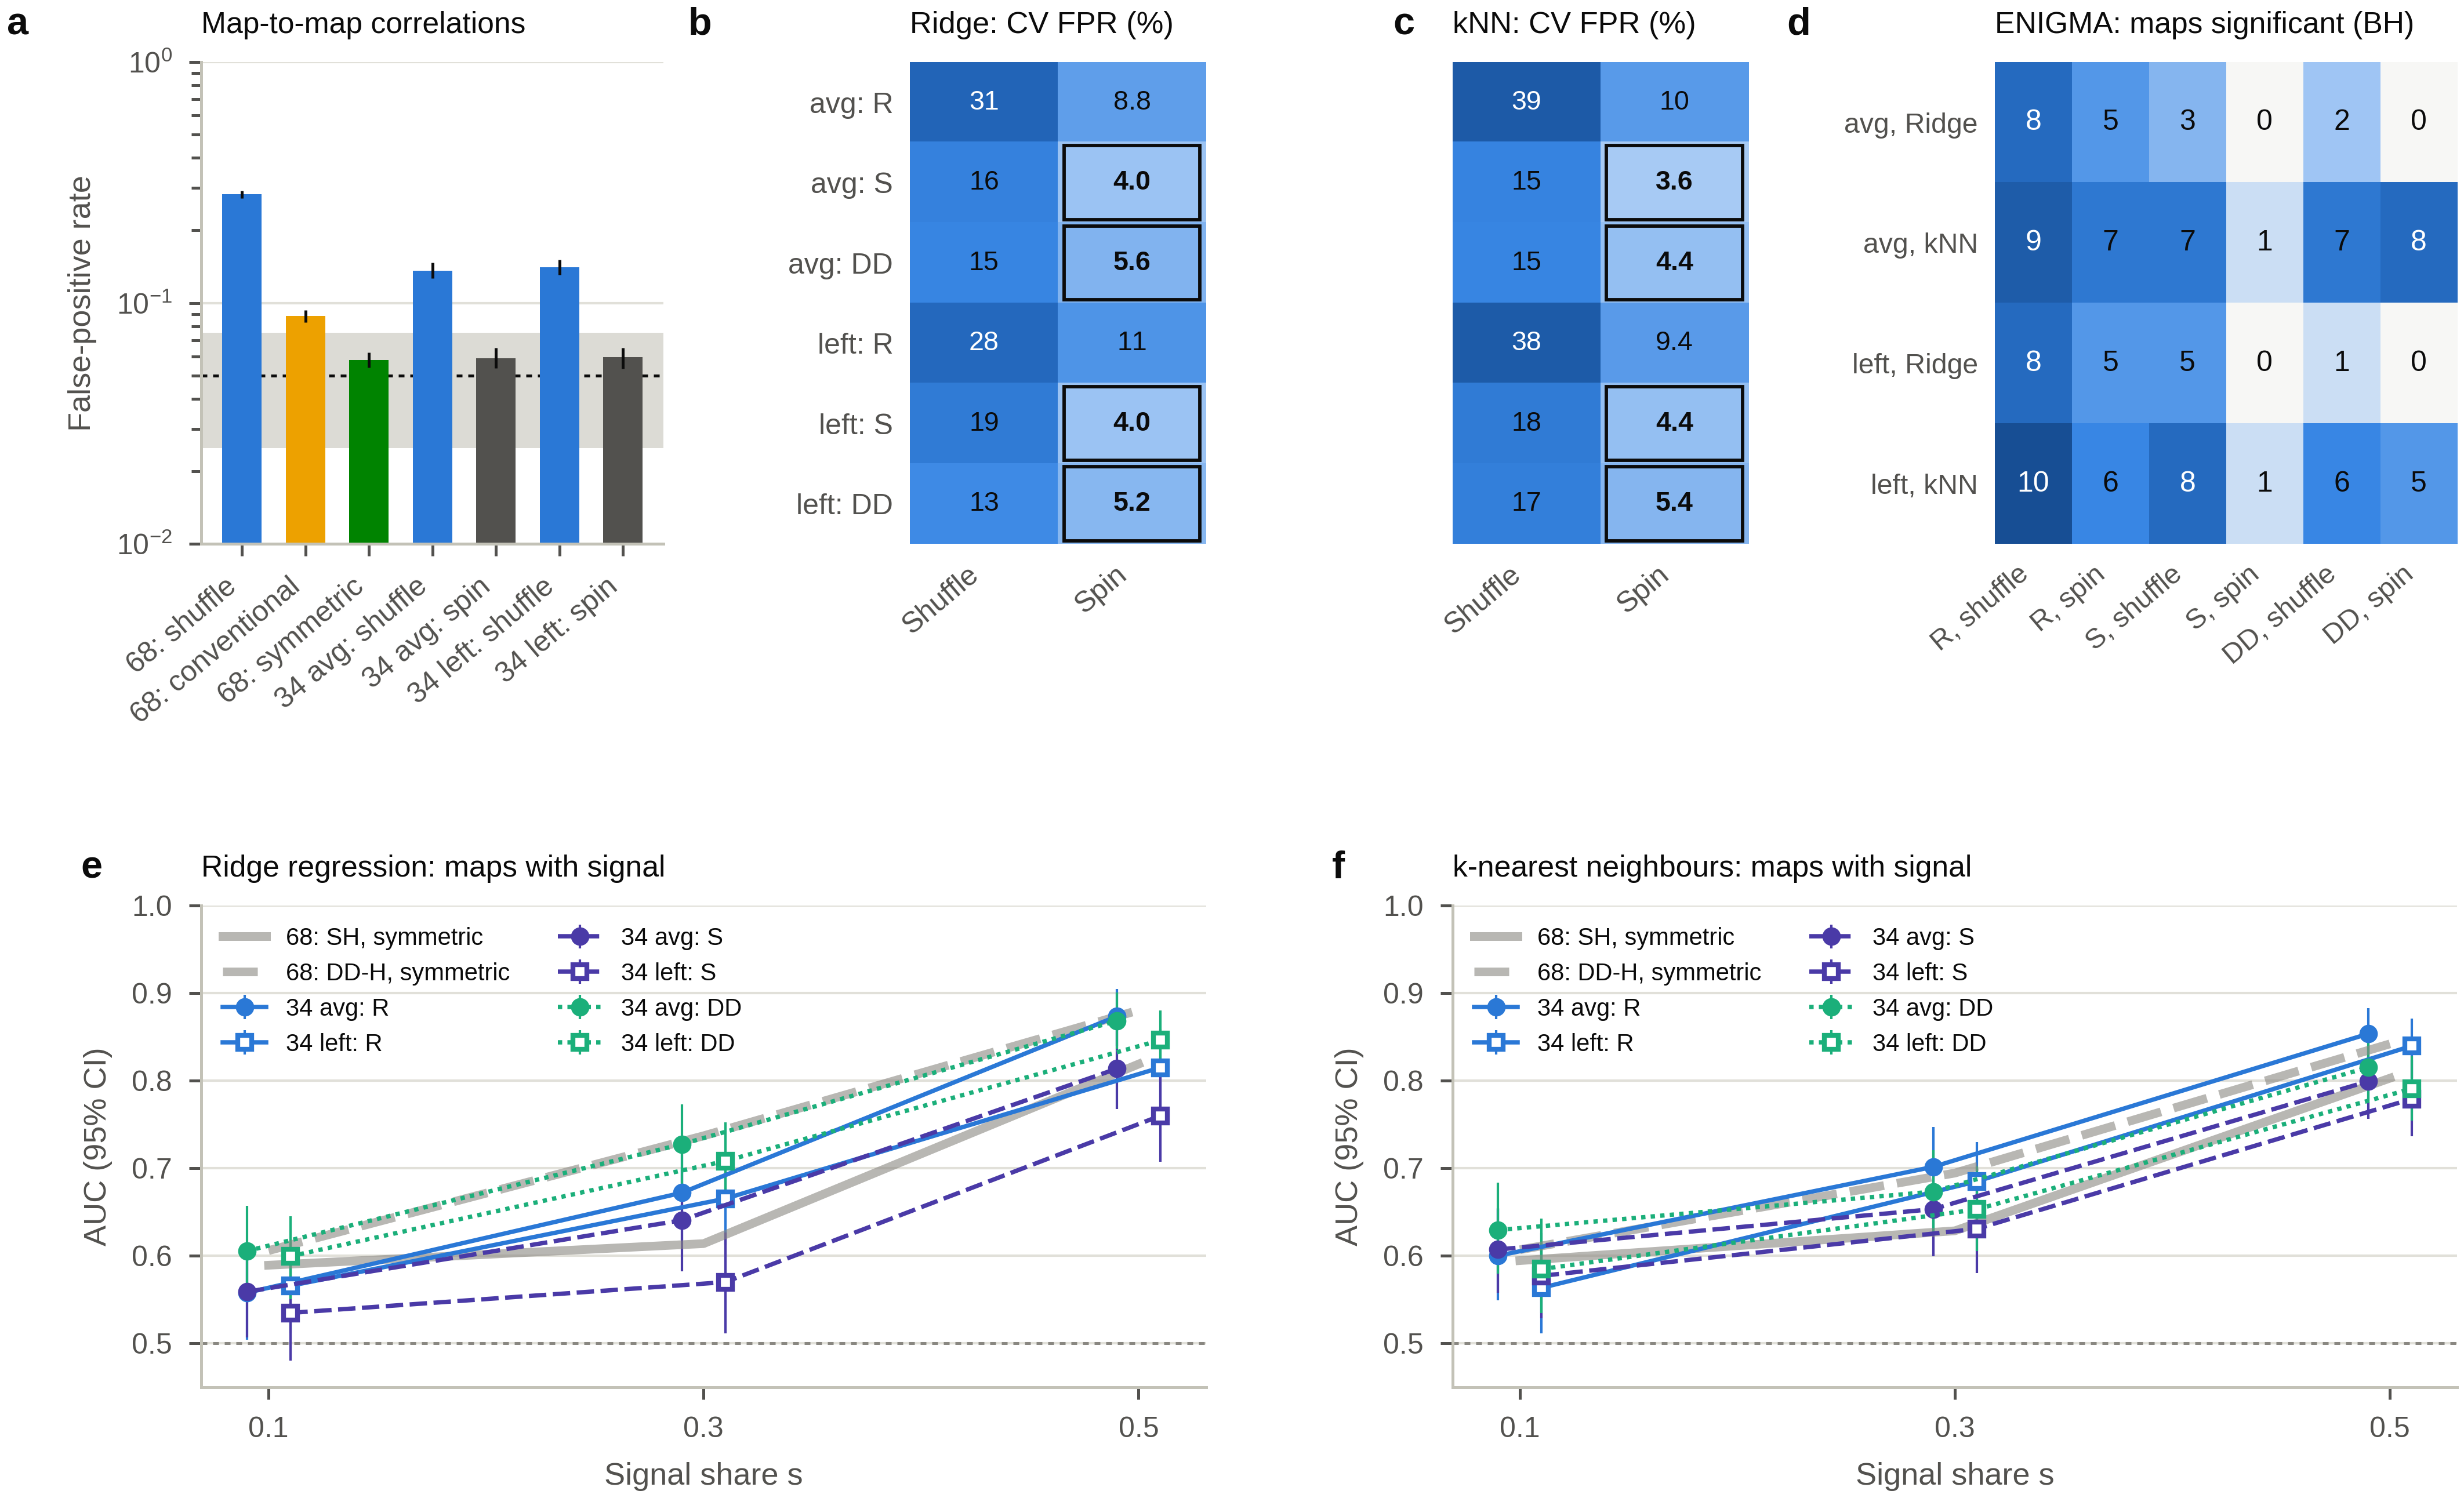 a
Map-to-map correlations
False-positive rate
10⁰
10⁻¹
10⁻²
68: shuffle
68: conventional
68: symmetric
34 avg: shuffle
34 avg: spin
34 left: shuffle
34 left: spin
b
Ridge: CV FPR (%)
avg: R 31 8.8
avg: S 16 4.0
avg: DD 15 5.6
left: R 28 11
left: S 19 4.0
left: DD 13 5.2
Shuffle
Spin
c
kNN: CV FPR (%)
39 10
15 3.6
15 4.4
38 9.4
18 4.4
17 5.4
Shuffle
Spin
d
ENIGMA: maps significant (BH)
avg, Ridge 8 5 3 0 2 0
avg, kNN 9 7 7 1 7 8
left, Ridge 8 5 5 0 1 0
left, kNN 10 6 8 1 6 5
R, shuffle
R, spin
S, shuffle
S, spin
DD, shuffle
DD, spin
e
Ridge regression: maps with signal
AUC (95% CI)
1.0
0.9
0.8
0.7
0.6
0.5
68: SH, symmetric
68: DD-H, symmetric
34 avg: R
34 left: R
34 avg: S
34 left: S
34 avg: DD
34 left: DD
0.1 0.3 0.5
Signal share s
f
k-nearest neighbours: maps with signal
AUC (95% CI)
1.0
0.9
0.8
0.7
0.6
0.5
68: SH, symmetric
68: DD-H, symmetric
34 avg: R
34 left: R
34 avg: S
34 left: S
34 avg: DD
34 left: DD
0.1 0.3 0.5
Signal share s